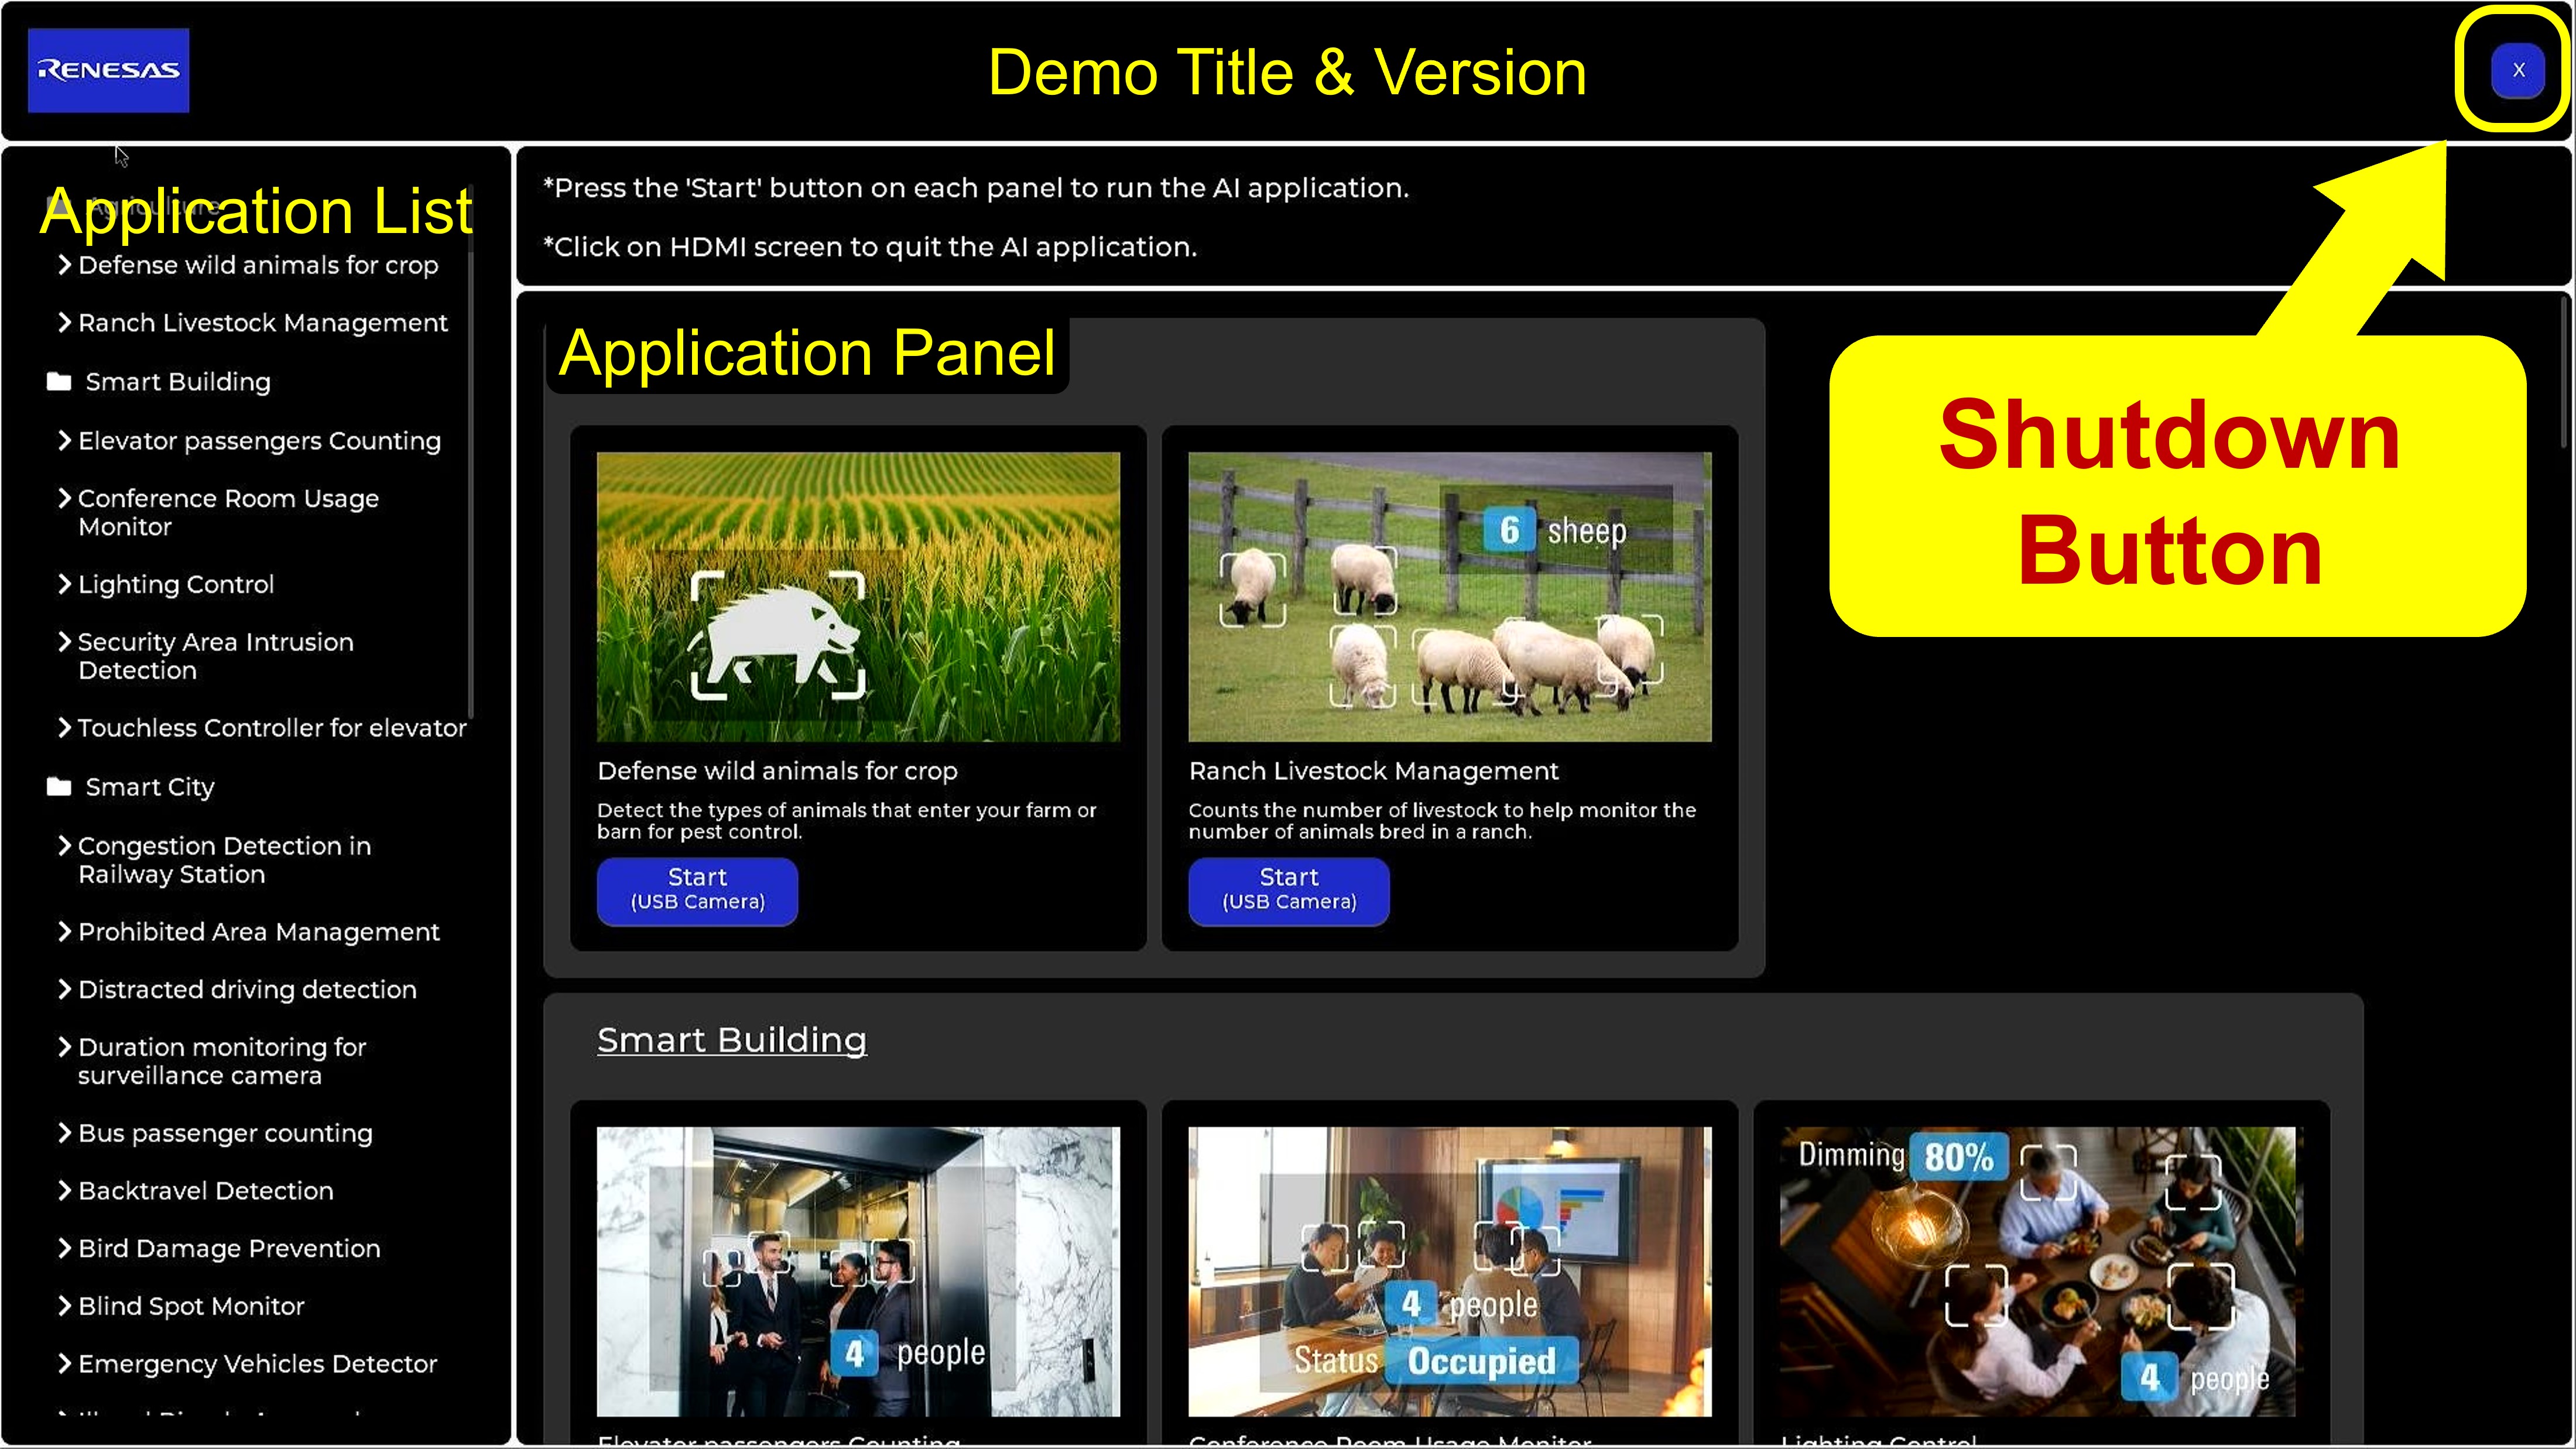 RENESAS
Demo Title & Version
X
Application List
Agriculture
Defense wild animals for crop
Ranch Livestock Management
Smart Building
Elevator passengers Counting
Conference Room Usage
Monitor
Lighting Control
Security Area Intrusion
Detection
Touchless Controller for elevator
Smart City
Congestion Detection in
Railway Station
Prohibited Area Management
Distracted driving detection
Duration monitoring for
surveillance camera
Bus passenger counting
Backtravel Detection
Bird Damage Prevention
Blind Spot Monitor
Emergency Vehicles Detector
*Press the 'Start' button on each panel to run the AI application.
*Click on HDMI screen to quit the AI application.
Application Panel
Shutdown
Button
6 sheep
Defense wild animals for crop
Detect the types of animals that enter your farm or
barn for pest control.
Start
(USB Camera)
Ranch Livestock Management
Counts the number of livestock to help monitor the
number of animals bred in a ranch.
Start
(USB Camera)
Smart Building
4 people
4 people
Status Occupied
Dimming 80%
4 people
Elevator passengers Counting
Conference Room Usage Monitor
Lighting Control